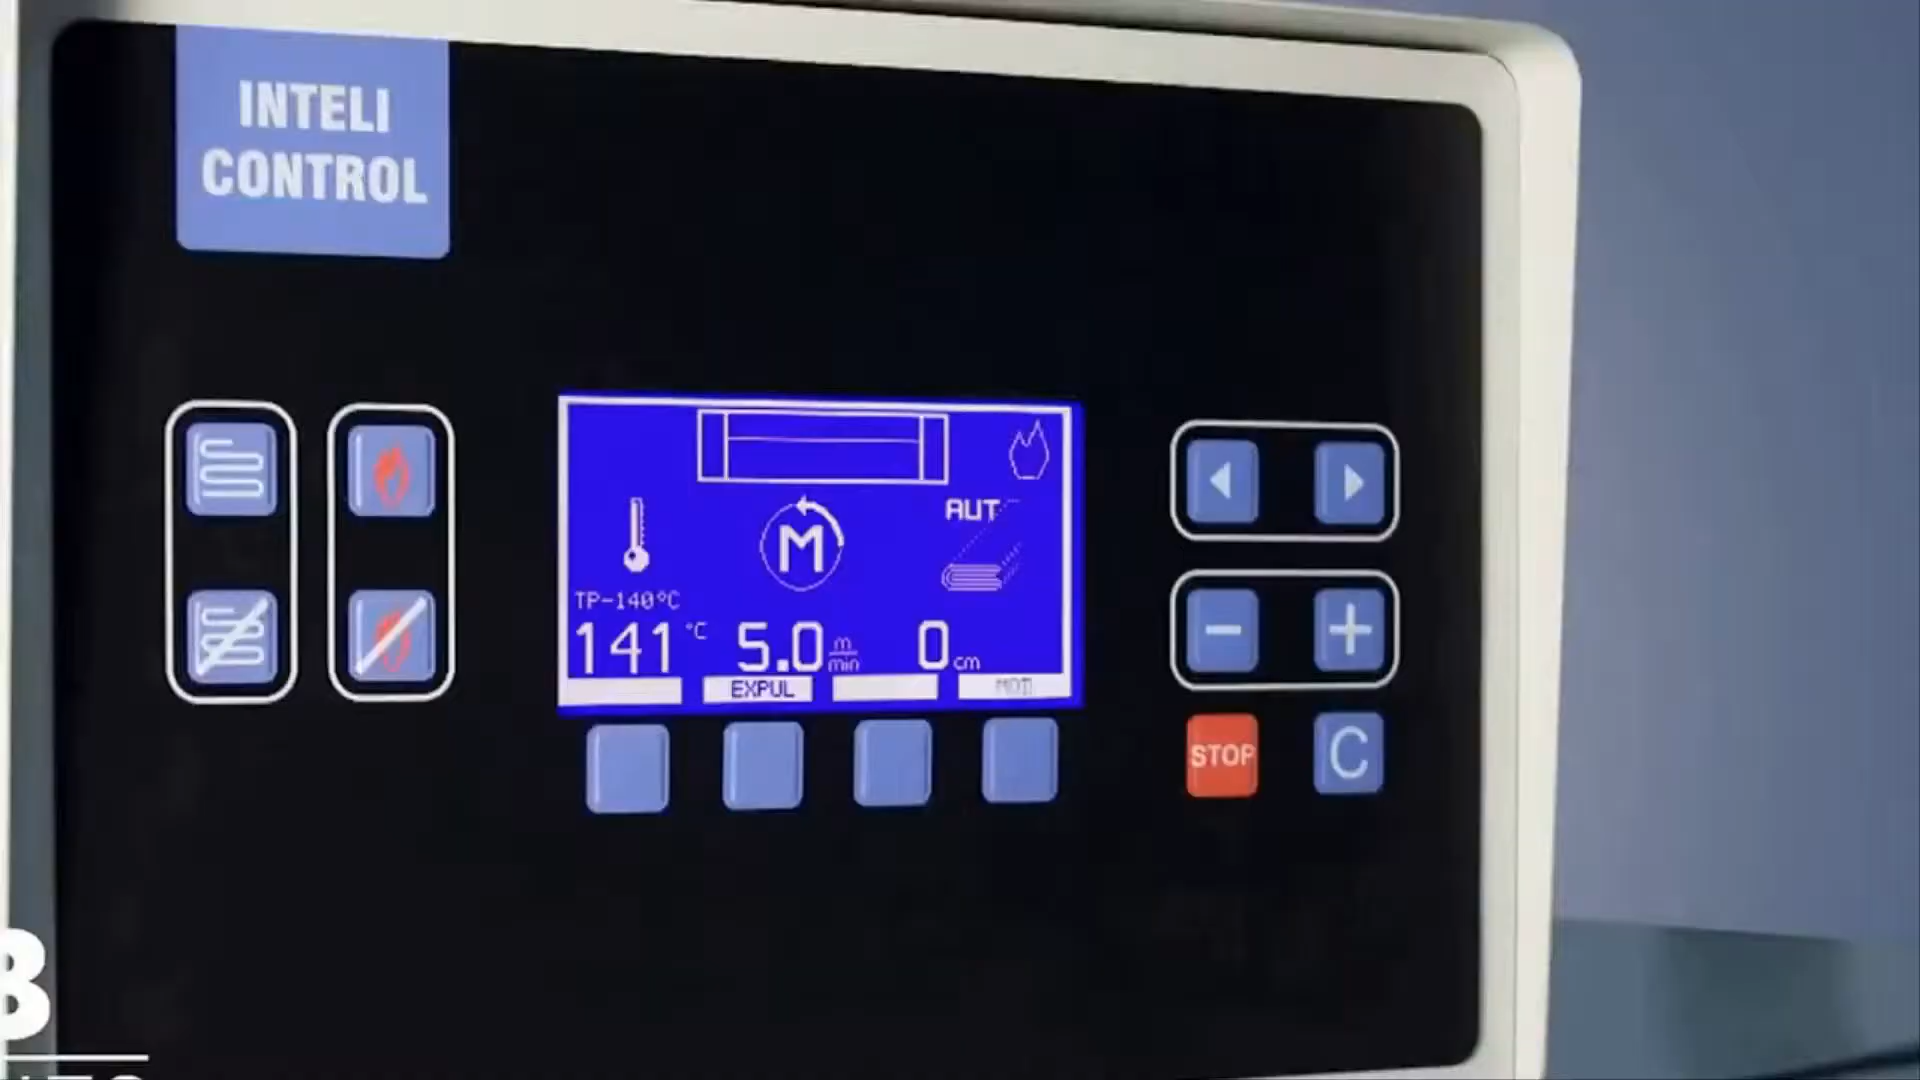 INTELI
CONTROL
AUT
M
TP-140°C
141 °C 5.0 m/min 0 cm
EXPUL
STOP
C